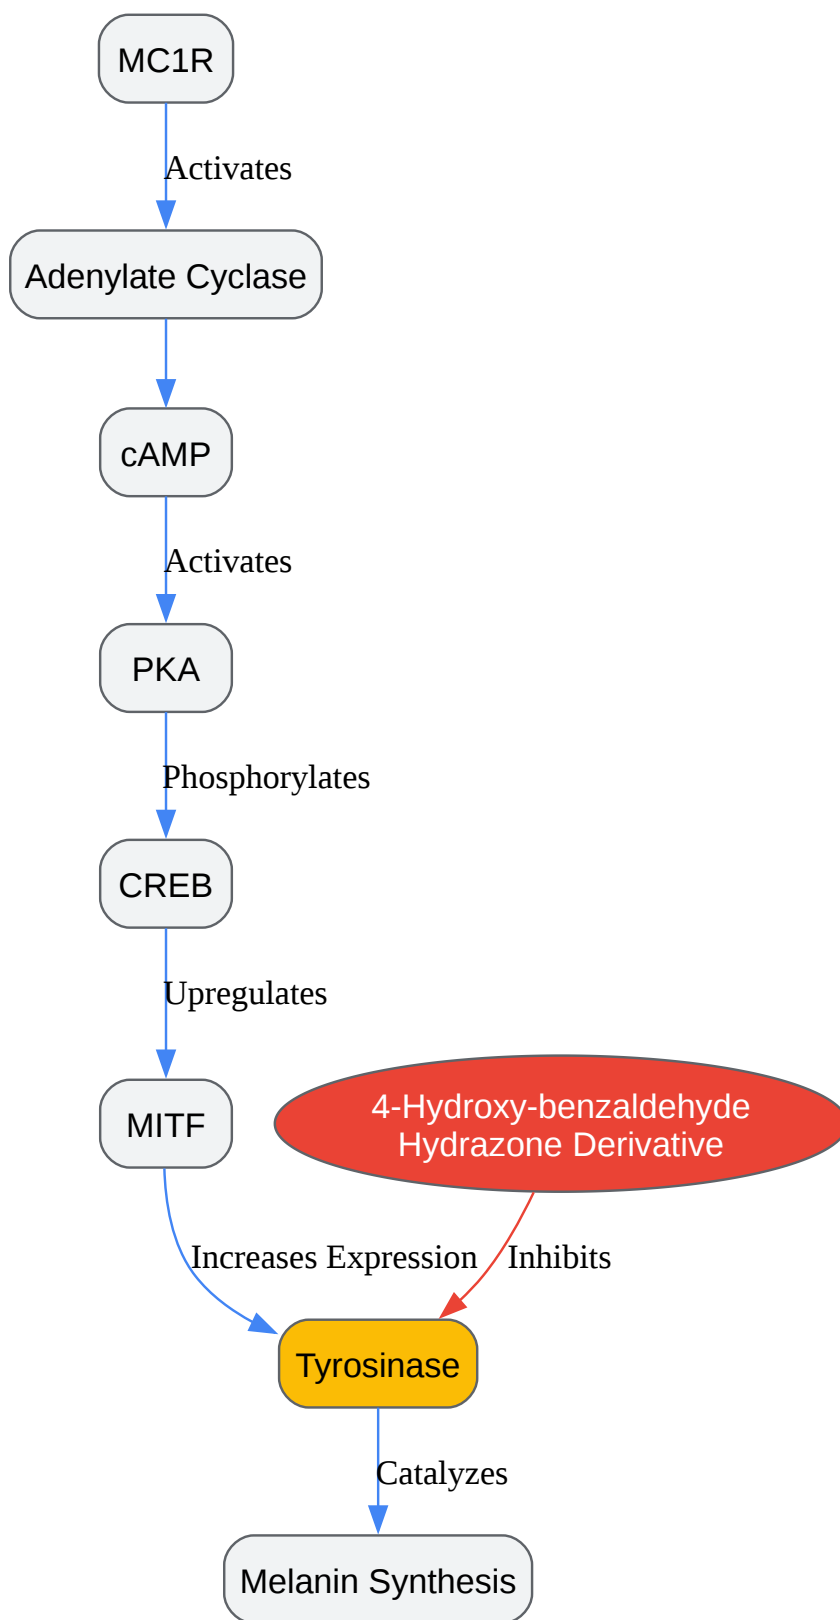 MC1R
Activates
Adenylate Cyclase
cAMP
Activates
PKA
Phosphorylates
CREB
Upregulates
MITF
4-Hydroxy-benzaldehyde
Hydrazone Derivative
Increases Expression
Inhibits
Tyrosinase
Catalyzes
Melanin Synthesis